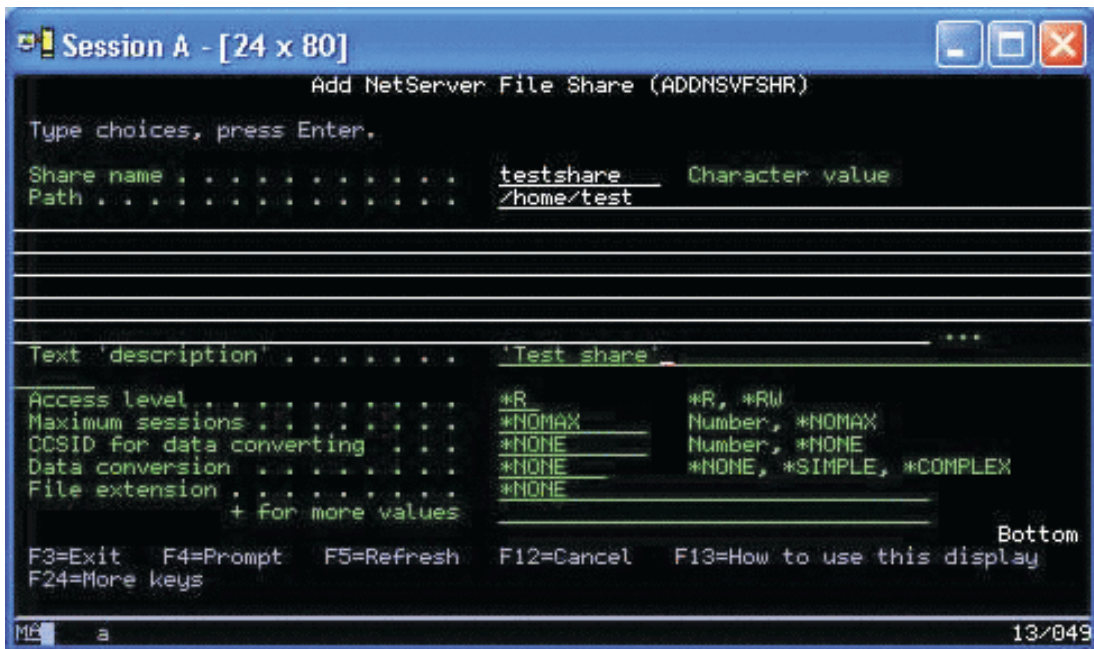 Session A - [24 x 80]
Add NetServer File Share (ADDNSVFSHR)
Type choices, press Enter.
Share name . . . . . . . . . . . . testshare Character value
Path . . . . . . . . . . . . . . . /home/test
...
Text 'description' . . . . . . . 'Test share'
Access level . . . . . . . . . . . *R *R, *RW
Maximum sessions . . . . . . . . *NOMAX Number, *NOMAX
CCSID for data converting . . . *NONE Number, *NONE
Data conversion . . . . . . . . *NONE *NONE, *SIMPLE, *COMPLEX
File extension . . . . . . . . . *NONE
+ for more values
Bottom
F3=Exit F4=Prompt F5=Refresh F12=Cancel F13=How to use this display
F24=More keys
MA a 13/049